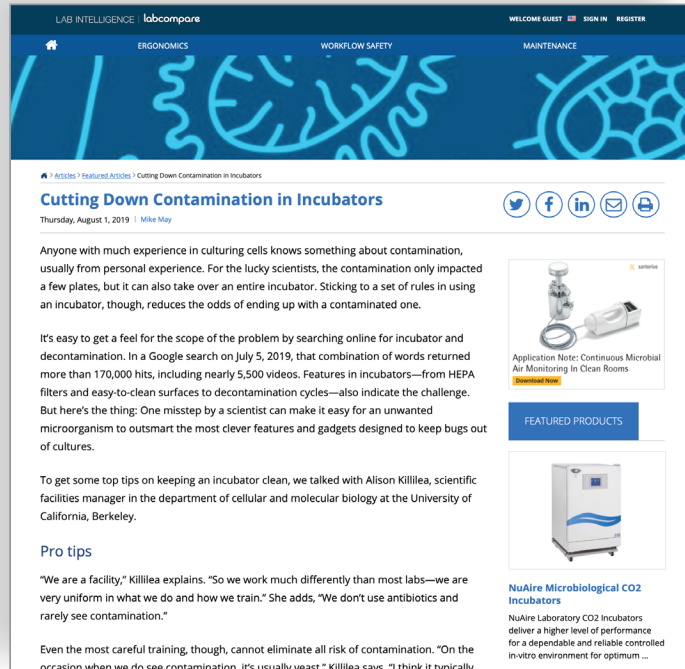 LAB INTELLIGENCE | labcompare
WELCOME GUEST SIGN IN REGISTER
ERGONOMICS WORKFLOW SAFETY MAINTENANCE
> Articles > Featured Articles > Cutting Down Contamination in Incubators
Cutting Down Contamination in Incubators
Thursday, August 1, 2019 | Mike May
Anyone with much experience in culturing cells knows something about contamination,
usually from personal experience. For the lucky scientists, the contamination only impacted
a few plates, but it can also take over an entire incubator. Sticking to a set of rules in using
an incubator, though, reduces the odds of ending up with a contaminated one.
It's easy to get a feel for the scope of the problem by searching online for incubator and
decontamination. In a Google search on July 5, 2019, that combination of words returned
more than 170,000 hits, including nearly 5,500 videos. Features in incubators—from HEPA
filters and easy-to-clean surfaces to decontamination cycles—also indicate the challenge.
But here's the thing: One misstep by a scientist can make it easy for an unwanted
microorganism to outsmart the most clever features and gadgets designed to keep bugs out
of cultures.
To get some top tips on keeping an incubator clean, we talked with Alison Killilea, scientific
facilities manager in the department of cellular and molecular biology at the University of
California, Berkeley.
Pro tips
“We are a facility,” Killilea explains. “So we work much differently than most labs—we are
very uniform in what we do and how we train.” She adds, “We don't use antibiotics and
rarely see contamination.”
Even the most careful training, though, cannot eliminate all risk of contamination. “On the
occasion when we do see contamination, it's usually yeast,” Killilea says. “I think it typically
sartorius
Application Note: Continuous Microbial
Air Monitoring In Clean Rooms
Download Now
FEATURED PRODUCTS
NuAire Microbiological CO2
Incubators
NuAire Laboratory CO2 Incubators
deliver a higher level of performance
for a dependable and reliable controlled
in-vitro environment for optimum ...